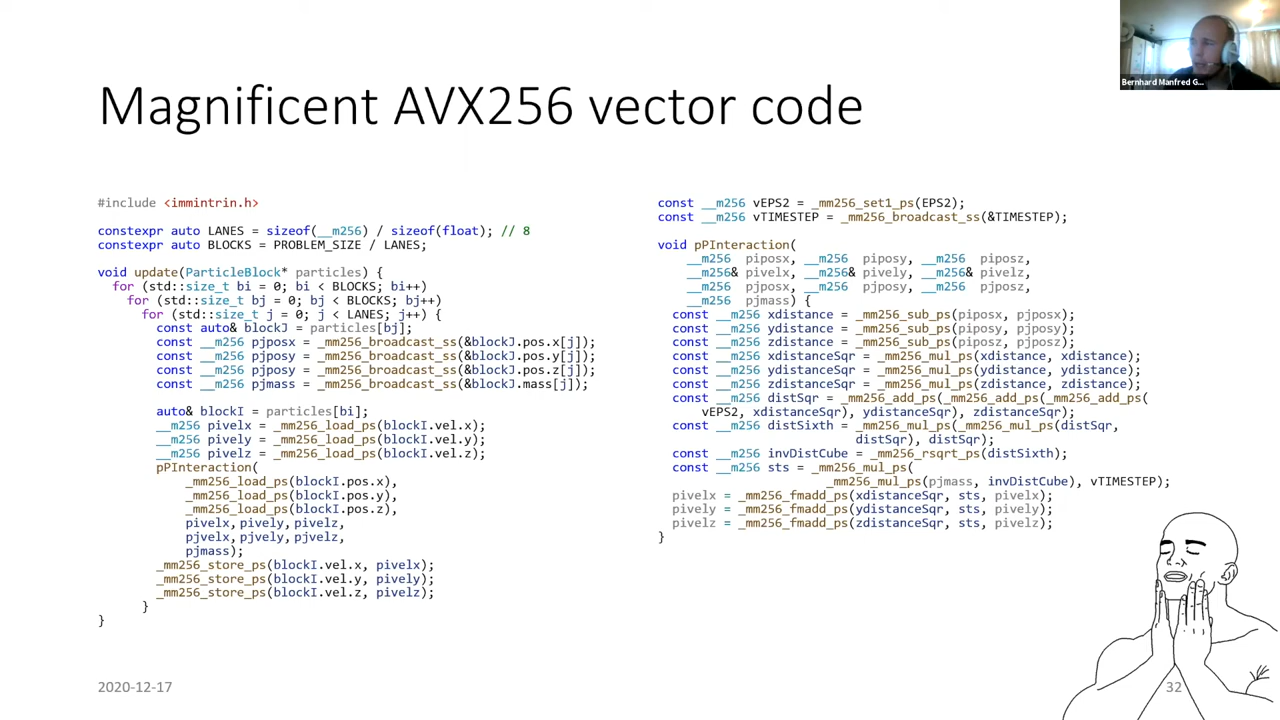 Bernhard Manfred G...
Magnificent AVX256 vector code
#include <immintrin.h>
constexpr auto LANES = sizeof(__m256) / sizeof(float); // 8
constexpr auto BLOCKS = PROBLEM_SIZE / LANES;
void update(ParticleBlock* particles) {
for (std::size_t bi = 0; bi < BLOCKS; bi++)
for (std::size_t bj = 0; bj < BLOCKS; bj++)
for (std::size_t j = 0; j < LANES; j++) {
const auto& blockJ = particles[bj];
const __m256 pjposx = _mm256_broadcast_ss(&blockJ.pos.x[j]);
const __m256 pjposy = _mm256_broadcast_ss(&blockJ.pos.y[j]);
const __m256 pjposy = _mm256_broadcast_ss(&blockJ.pos.z[j]);
const __m256 pjmass = _mm256_broadcast_ss(&blockJ.mass[j]);
auto& blockI = particles[bi];
__m256 pivelx = _mm256_load_ps(blockI.vel.x);
__m256 pively = _mm256_load_ps(blockI.vel.y);
__m256 pivelz = _mm256_load_ps(blockI.vel.z);
pPInteraction(
_mm256_load_ps(blockI.pos.x),
_mm256_load_ps(blockI.pos.y),
_mm256_load_ps(blockI.pos.z),
pivelx, pively, pivelz,
pjvelx, pjvely, pjvelz,
pjmass);
_mm256_store_ps(blockI.vel.x, pivelx);
_mm256_store_ps(blockI.vel.y, pively);
_mm256_store_ps(blockI.vel.z, pivelz);
}
}
const __m256 vEPS2 = _mm256_set1_ps(EPS2);
const __m256 vTIMESTEP = _mm256_broadcast_ss(&TIMESTEP);
void pPInteraction(
__m256 piposx, __m256 piposy, __m256 piposz,
__m256& pivelx, __m256& pively, __m256& pivelz,
__m256 pjposx, __m256 pjposy, __m256 pjposz,
__m256 pjmass) {
const __m256 xdistance = _mm256_sub_ps(piposx, pjposx);
const __m256 ydistance = _mm256_sub_ps(piposy, pjposy);
const __m256 zdistance = _mm256_sub_ps(piposz, pjposz);
const __m256 xdistanceSqr = _mm256_mul_ps(xdistance, xdistance);
const __m256 ydistanceSqr = _mm256_mul_ps(ydistance, ydistance);
const __m256 zdistanceSqr = _mm256_mul_ps(zdistance, zdistance);
const __m256 distSqr = _mm256_add_ps(_mm256_add_ps(_mm256_add_ps(
vEPS2, xdistanceSqr), ydistanceSqr), zdistanceSqr);
const __m256 distSixth = _mm256_mul_ps(_mm256_mul_ps(distSqr,
distSqr), distSqr);
const __m256 invDistCube = _mm256_rsqrt_ps(distSixth);
const __m256 sts = _mm256_mul_ps(
_mm256_mul_ps(pjmass, invDistCube), vTIMESTEP);
pivelx = _mm256_fmadd_ps(xdistanceSqr, sts, pivelx);
pively = _mm256_fmadd_ps(ydistanceSqr, sts, pively);
pivelz = _mm256_fmadd_ps(zdistanceSqr, sts, pivelz);
}
2020-12-17
32